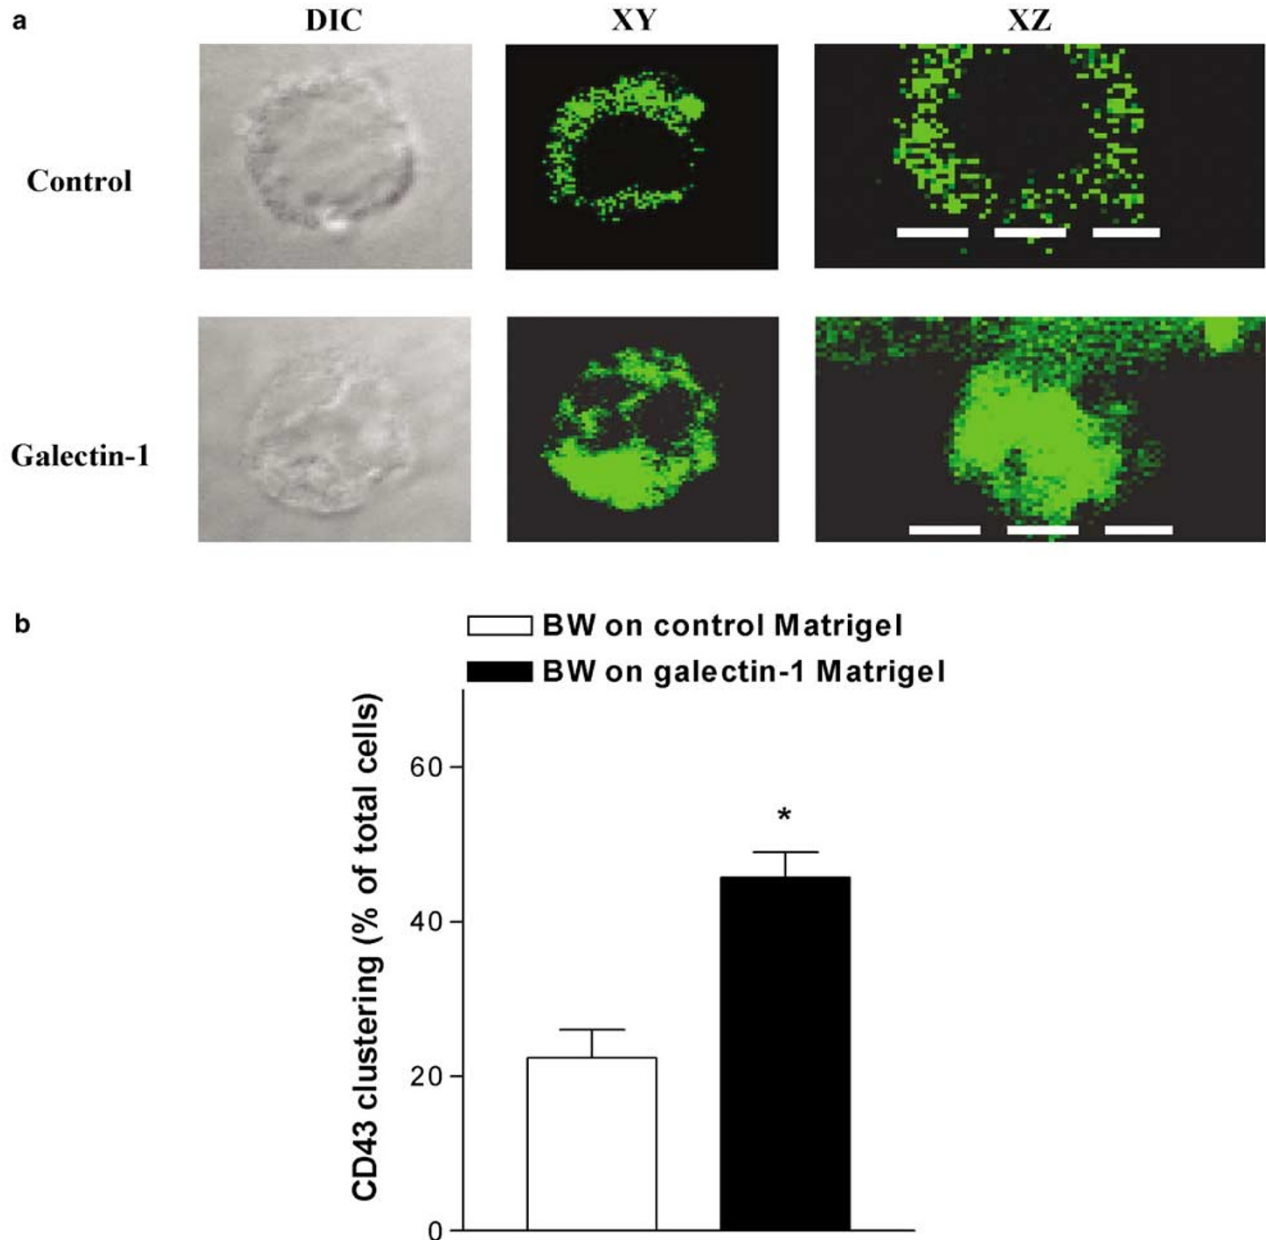 a
DIC XY XZ
Control
Galectin-1
b
BW on control Matrigel
BW on galectin-1 Matrigel
CD43 clustering (% of total cells)
60
*
40
20
0